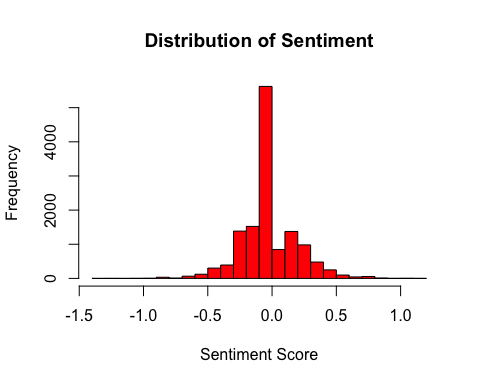 Distribution of Sentiment
Frequency
0 2000 4000
-1.5 -1.0 -0.5 0.0 0.5 1.0
Sentiment Score